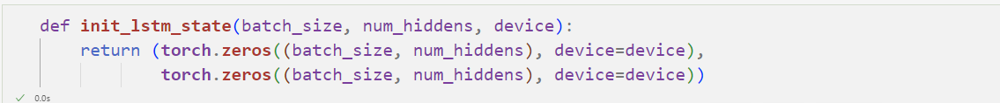 def init_lstm_state(batch_size, num_hiddens, device):
    return (torch.zeros((batch_size, num_hiddens), device=device),
            torch.zeros((batch_size, num_hiddens), device=device))
0.0s